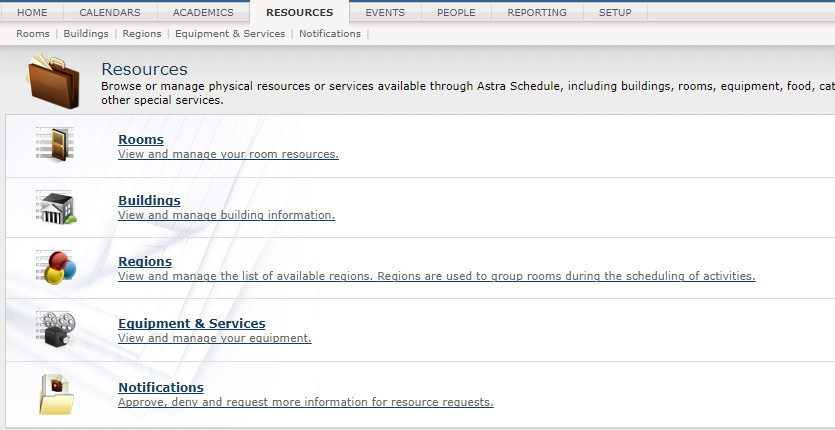 HOME CALENDARS ACADEMICS RESOURCES EVENTS PEOPLE REPORTING SETUP
Rooms | Buildings | Regions | Equipment & Services | Notifications |
Resources
Browse or manage physical resources or services available through Astra Schedule, including buildings, rooms, equipment, food, cat
other special services.
Rooms
View and manage your room resources.
Buildings
View and manage building information.
Regions
View and manage the list of available regions. Regions are used to group rooms during the scheduling of activities.
Equipment & Services
View and manage your equipment.
Notifications
Approve, deny and request more information for resource requests.